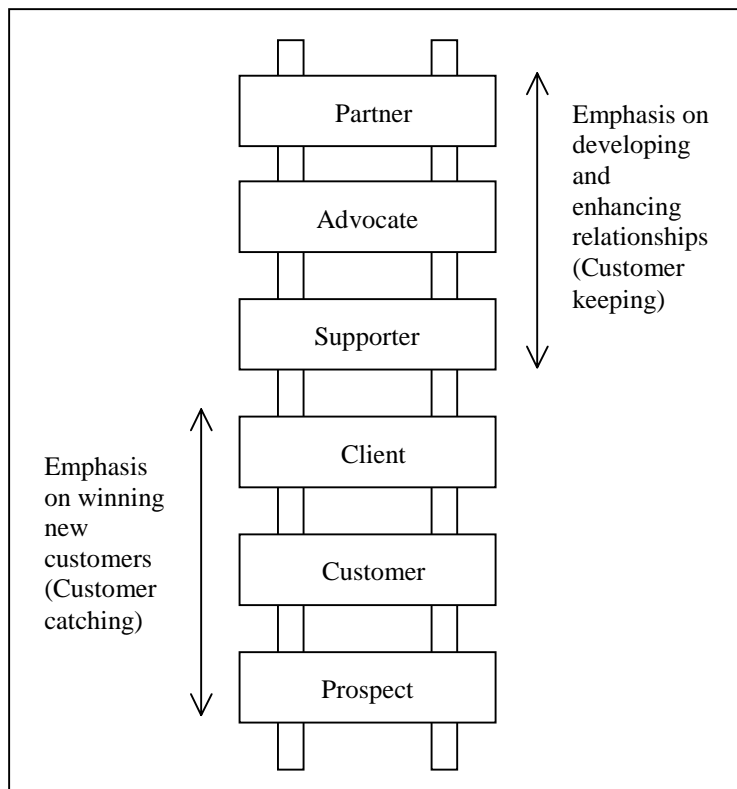 Partner
Emphasis on
developing
and
enhancing
relationships
(Customer
keeping)
Advocate
Supporter
Client
Emphasis
on winning
new
customers
(Customer
catching)
Customer
Prospect